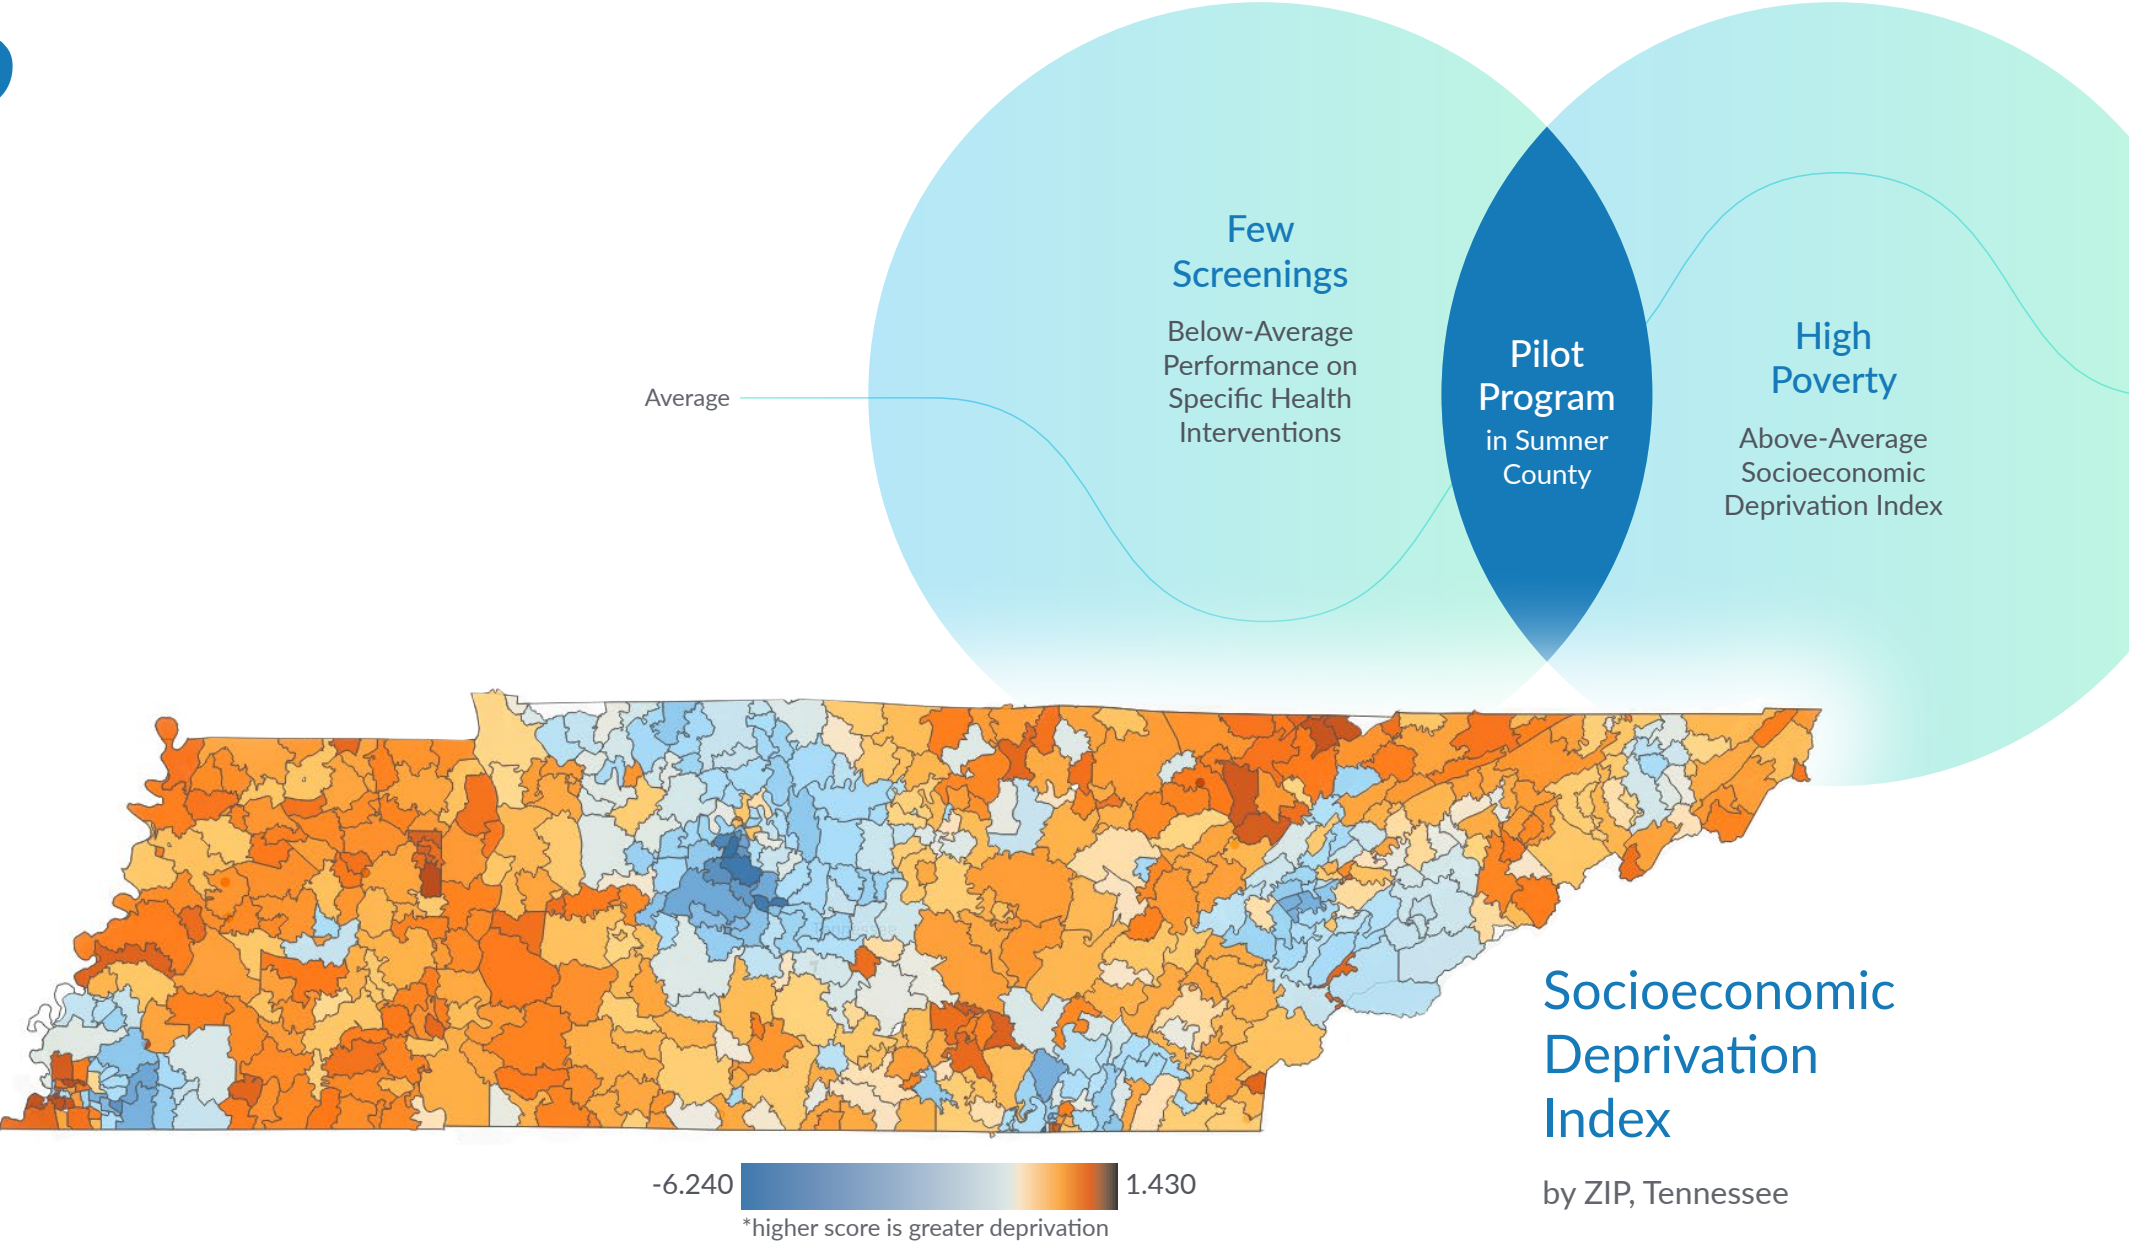 Few
Screenings
Below-Average
Performance on
Specific Health
Interventions
Average
Pilot
Program
in Sumner
County
High
Poverty
Above-Average
Socioeconomic
Deprivation Index
Tennessee
Socioeconomic
Deprivation
Index
by ZIP, Tennessee
-6.240
1.430
*higher score is greater deprivation